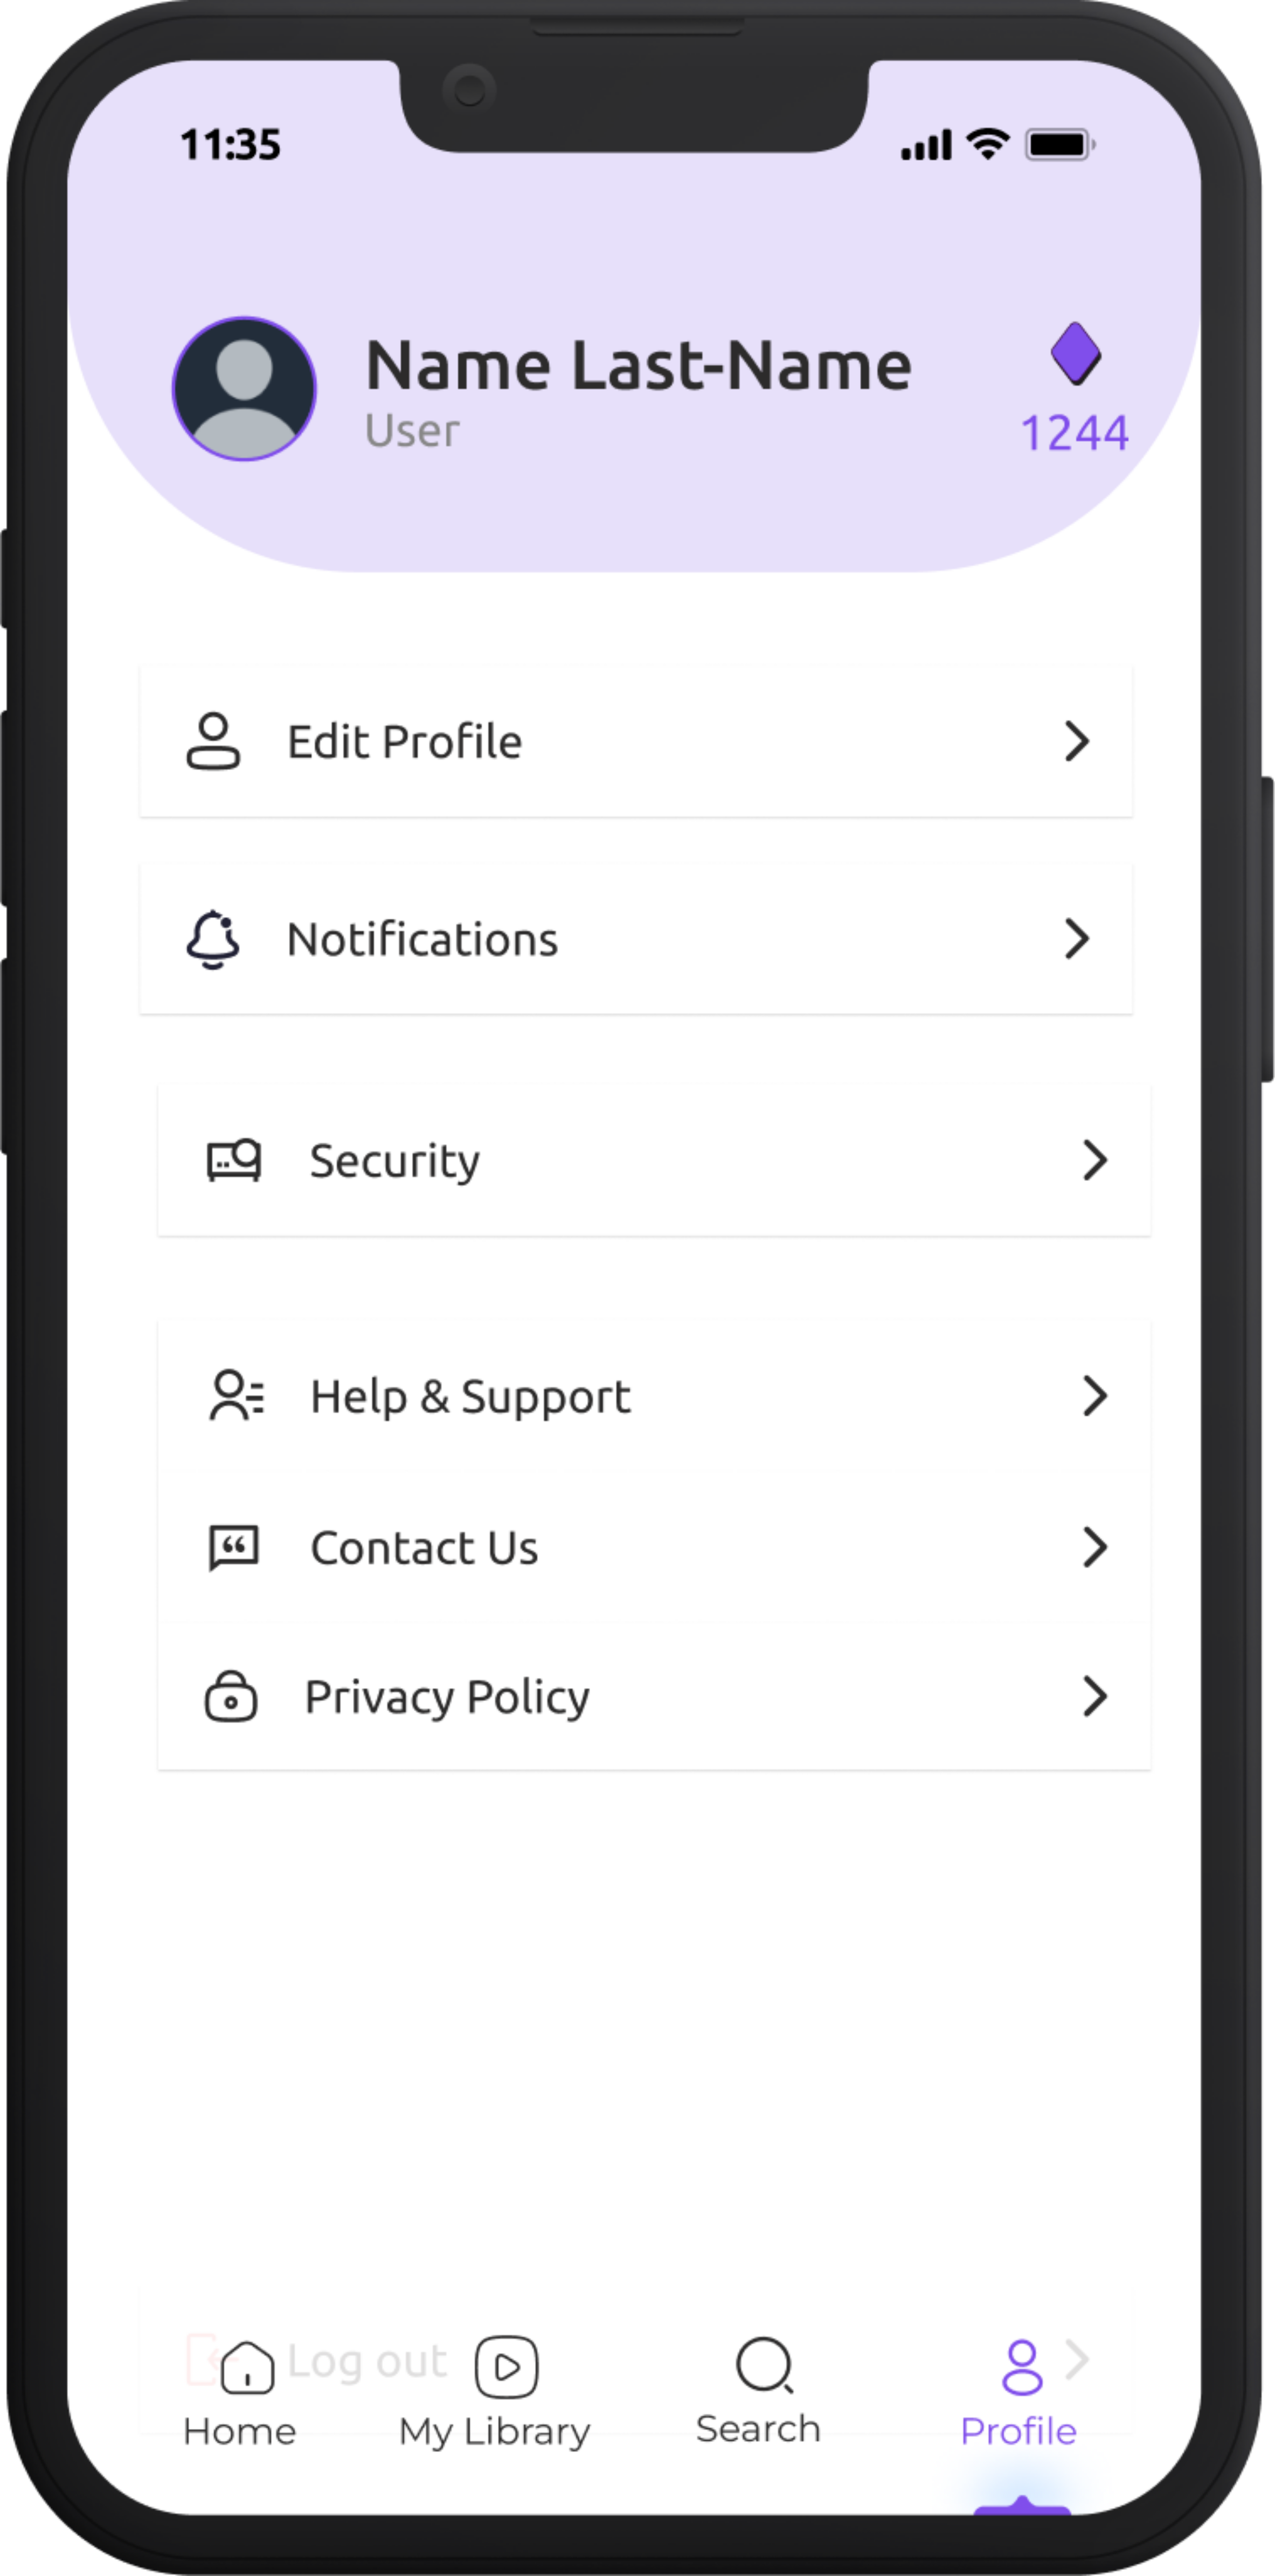 11:35
Name Last-Name
User
1244
Edit Profile
Notifications
Security
Help & Support
Contact Us
Privacy Policy
Log out
Home
My Library
Search
Profile